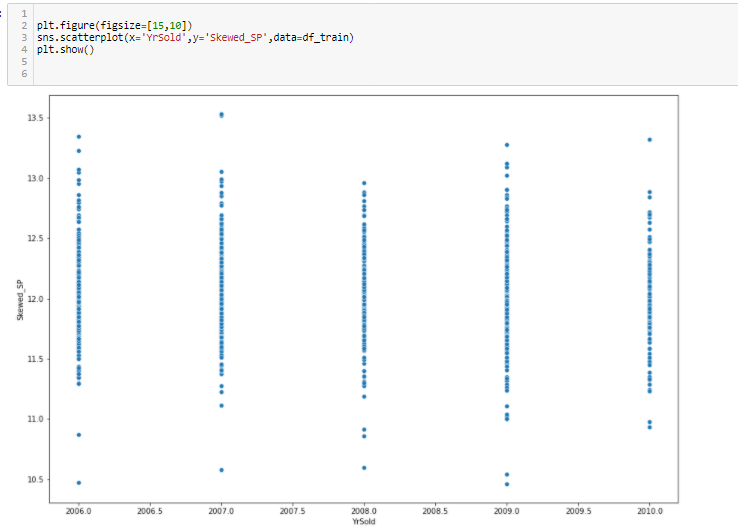 1
2 plt.figure(figsize=[15,10])
3 sns.scatterplot(x='YrSold',y='Skewed_SP',data=df_train)
4 plt.show()
5
6
13.5
13.0
12.5
12.0
11.5
11.0
10.5
Skewed_SP
2006.0 2006.5 2007.0 2007.5 2008.0 2008.5 2009.0 2009.5 2010.0
YrSold